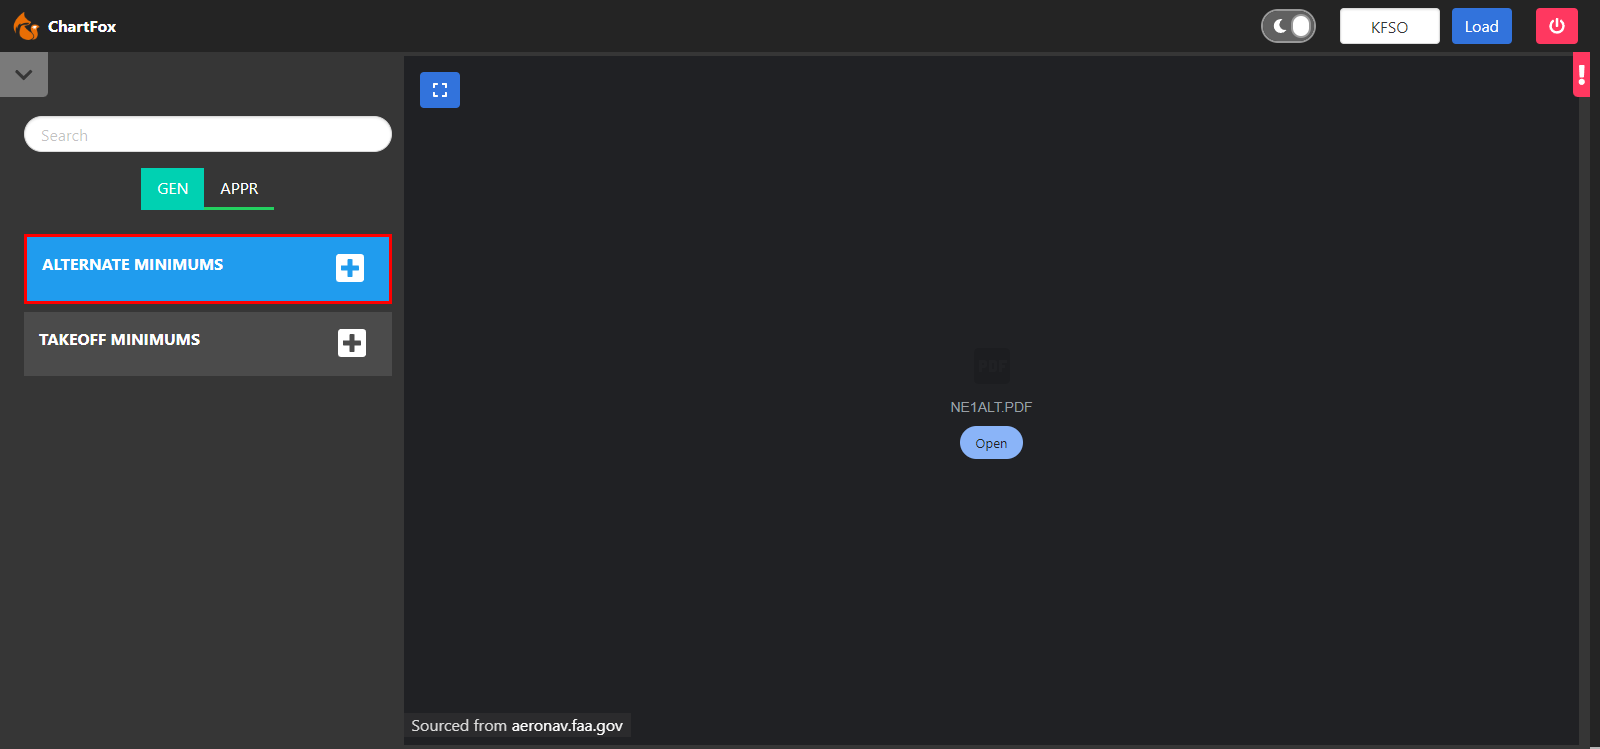 ChartFox
KFSO
Load
Search
GEN
APPR
ALTERNATE MINIMUMS
TAKEOFF MINIMUMS
PDF
NE1ALT.PDF
Open
Sourced from aeronav.faa.gov